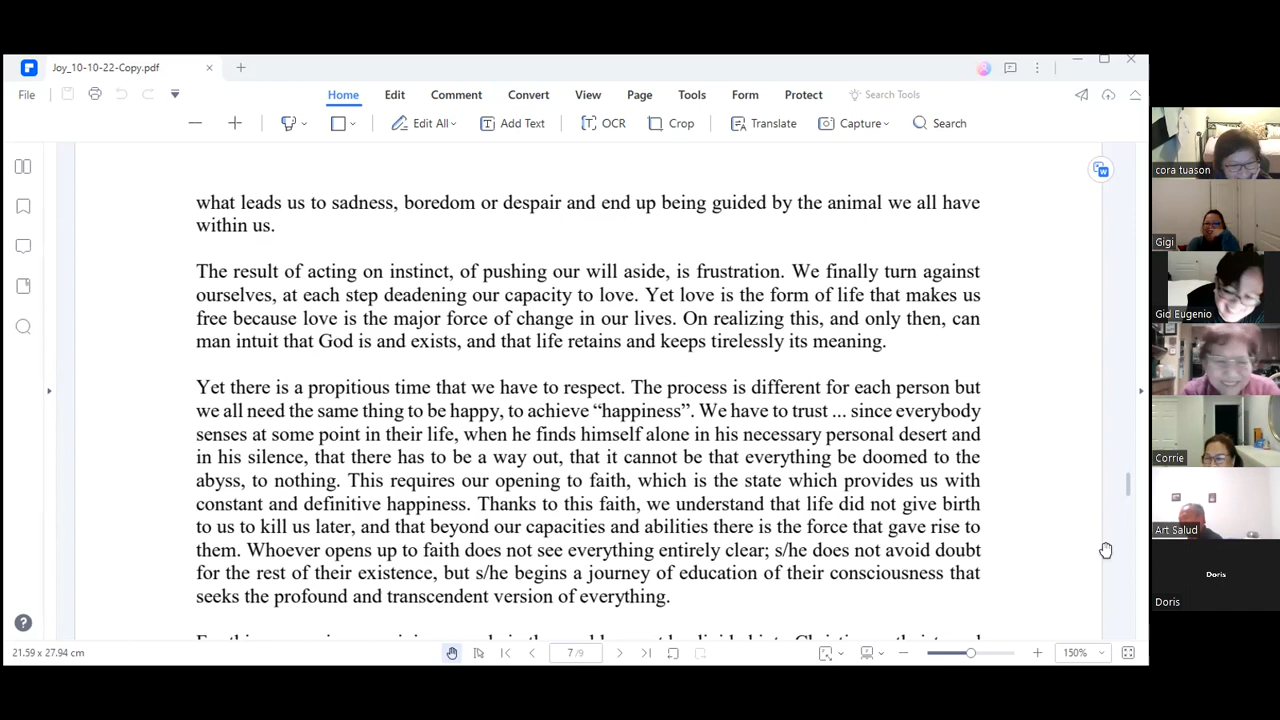 Joy_10-10-22-Copy.pdf
File
Home Edit Comment Convert View Page Tools Form Protect Search Tools
Edit All Add Text OCR Crop Translate Capture Search
what leads us to sadness, boredom or despair and end up being guided by the animal we all have
within us.
The result of acting on instinct, of pushing our will aside, is frustration. We finally turn against
ourselves, at each step deadening our capacity to love. Yet love is the form of life that makes us
free because love is the major force of change in our lives. On realizing this, and only then, can
man intuit that God is and exists, and that life retains and keeps tirelessly its meaning.
Yet there is a propitious time that we have to respect. The process is different for each person but
we all need the same thing to be happy, to achieve “happiness”. We have to trust ... since everybody
senses at some point in their life, when he finds himself alone in his necessary personal desert and
in his silence, that there has to be a way out, that it cannot be that everything be doomed to the
abyss, to nothing. This requires our opening to faith, which is the state which provides us with
constant and definitive happiness. Thanks to this faith, we understand that life did not give birth
to us to kill us later, and that beyond our capacities and abilities there is the force that gave rise to
them. Whoever opens up to faith does not see everything entirely clear; s/he does not avoid doubt
for the rest of their existence, but s/he begins a journey of education of their consciousness that
seeks the profound and transcendent version of everything.
21.59 x 27.94 cm
7/9
150%
cora tuason
Gigi
Gid Eugenio
Corrie
Art Salud
Doris
Doris